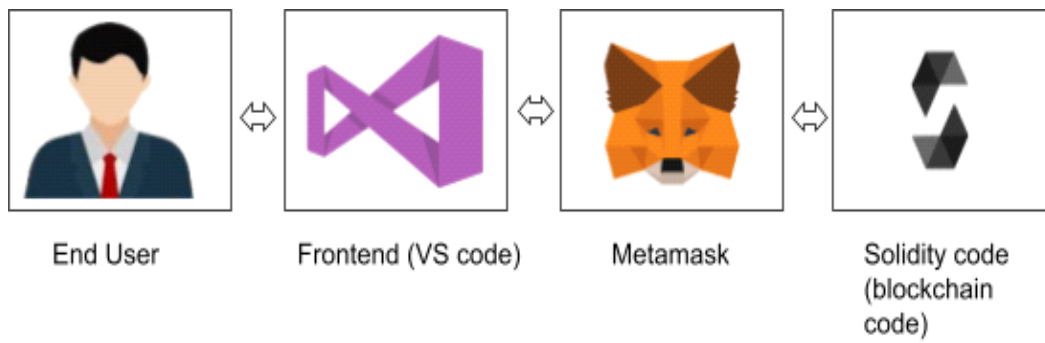 End User
Frontend (VS code)
Metamask
Solidity code
(blockchain
code)